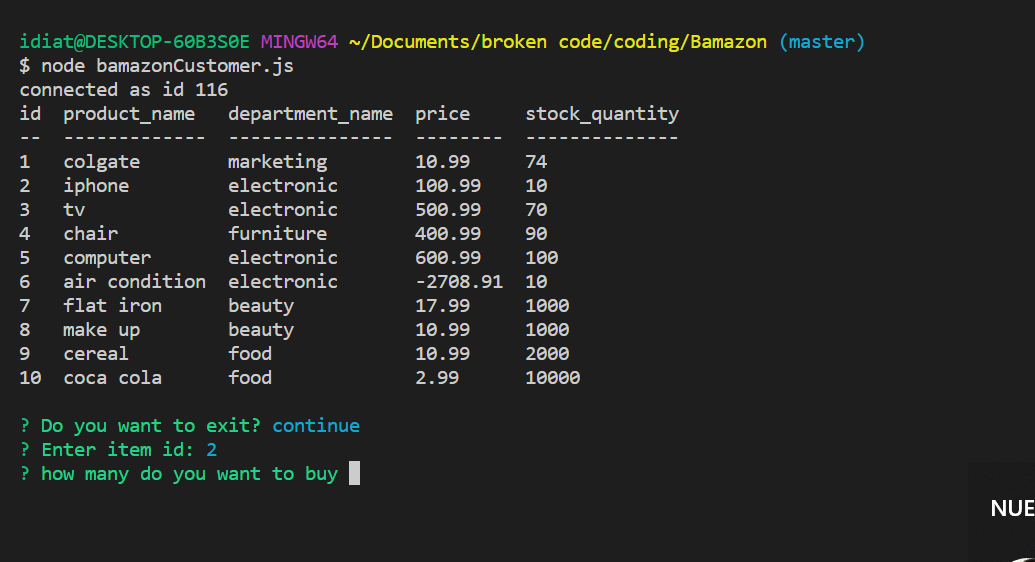 idiat@DESKTOP-60B3S0E MINGW64 ~/Documents/broken code/coding/Bamazon (master)
$ node bamazonCustomer.js
connected as id 116
id  product_name   department_name  price     stock_quantity
--  -------------  ---------------  --------  --------------
1   colgate        marketing        10.99     74
2   iphone         electronic       100.99    10
3   tv             electronic       500.99    70
4   chair          furniture        400.99    90
5   computer       electronic       600.99    100
6   air condition  electronic       -2708.91  10
7   flat iron      beauty           17.99     1000
8   make up        beauty           10.99     1000
9   cereal         food             10.99     2000
10  coca cola      food             2.99      10000
? Do you want to exit? continue
? Enter item id: 2
? how many do you want to buy
NUE